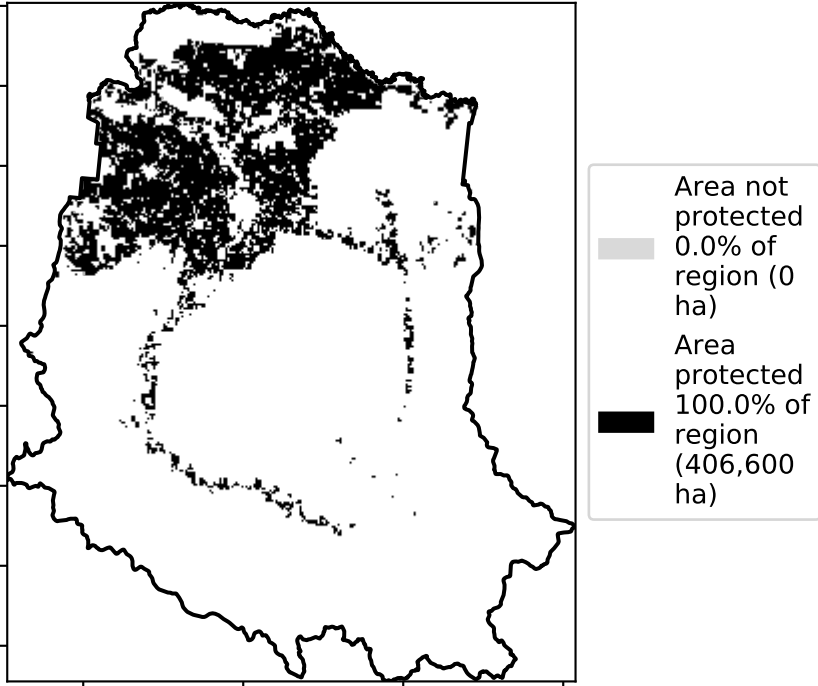 Area not
protected
0.0% of
region (0
ha)
Area
protected
100.0% of
region
(406,600
ha)